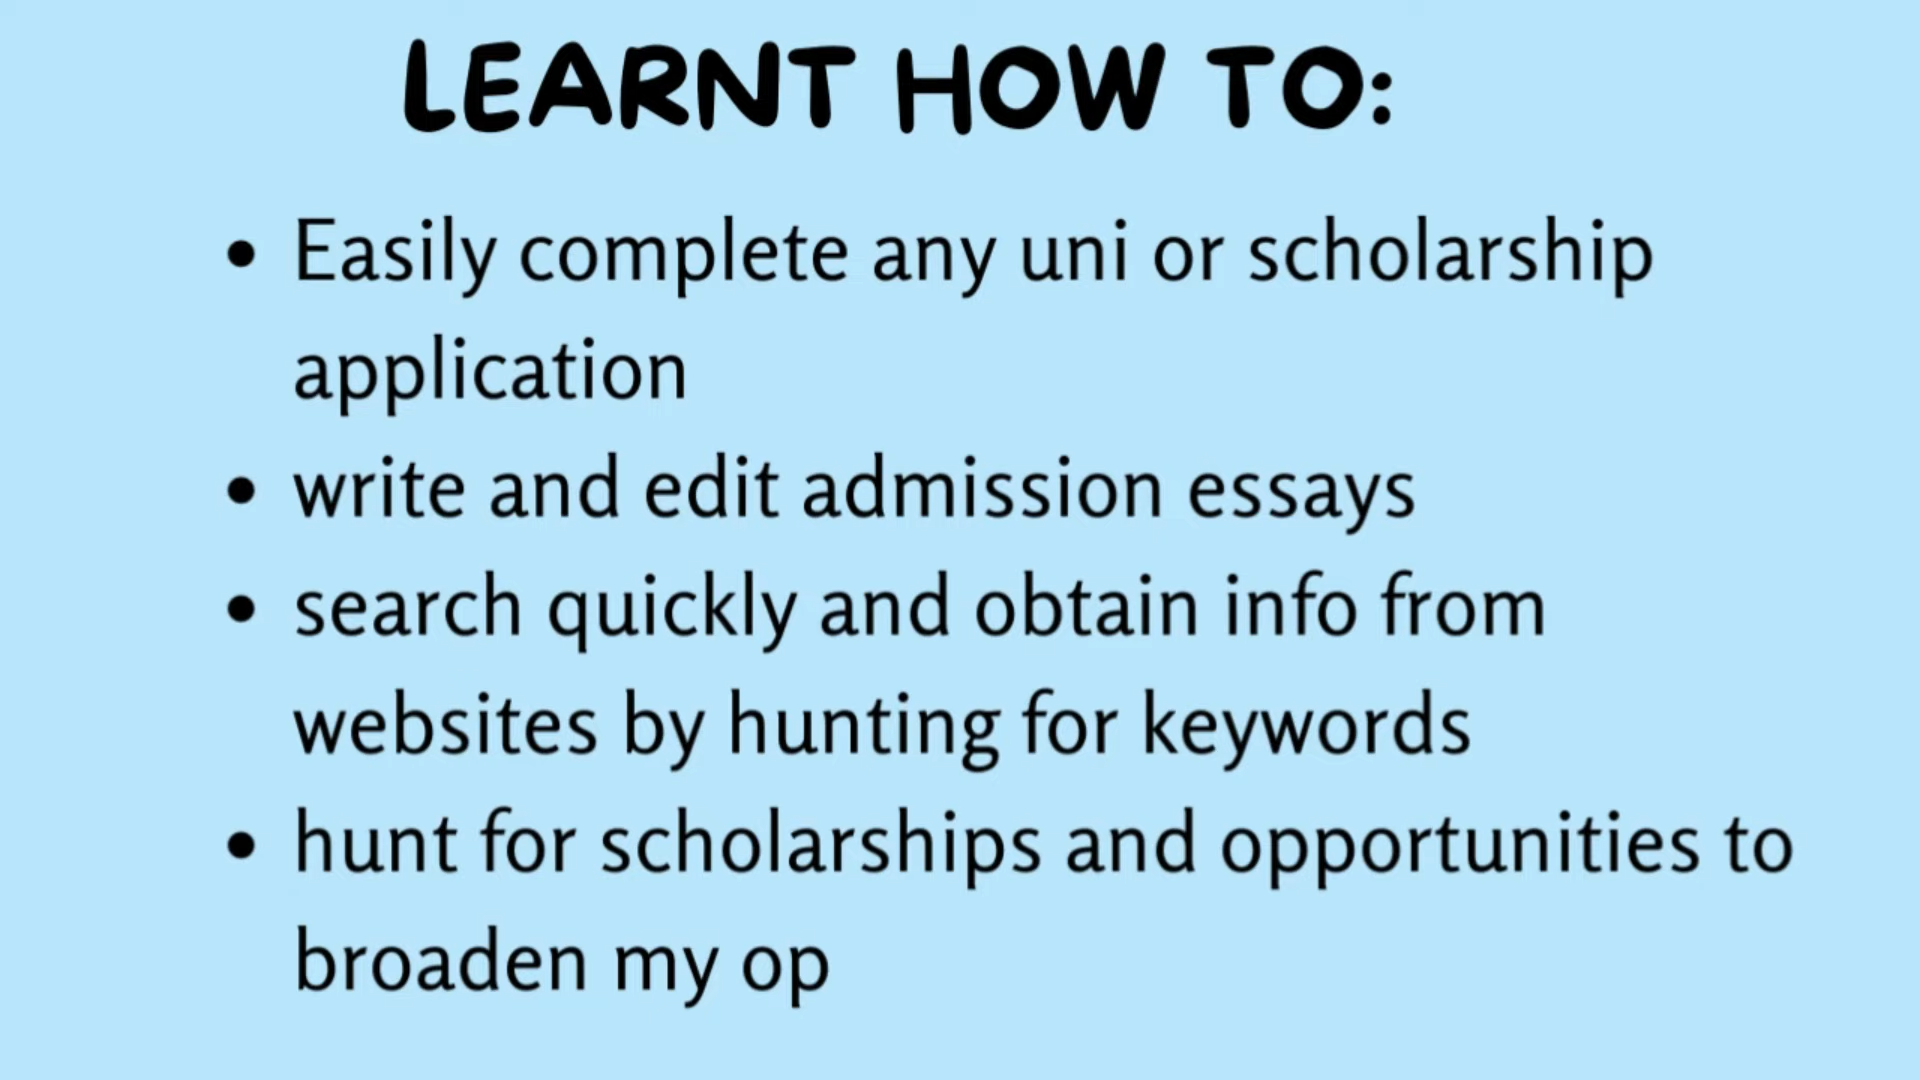 LEARNT HOW TO:
• Easily complete any uni or scholarship
application
• write and edit admission essays
• search quickly and obtain info from
websites by hunting for keywords
• hunt for scholarships and opportunities to
broaden my op